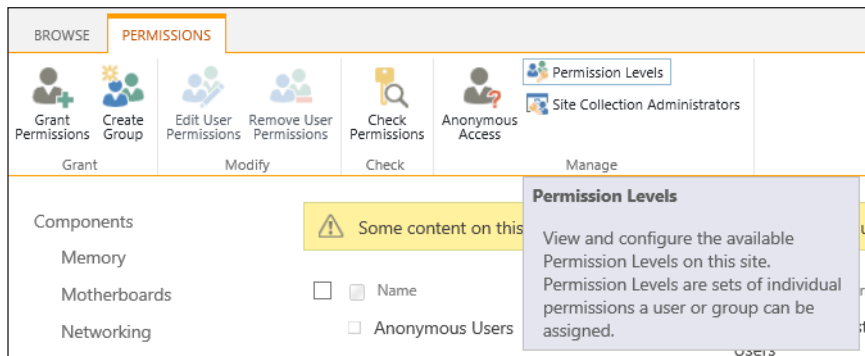 BROWSE PERMISSIONS
Grant Permissions
Create Group
Edit User Permissions
Remove User Permissions
Check Permissions
Anonymous Access
Permission Levels
Site Collection Administrators
Grant
Modify
Check
Manage
Permission Levels
View and configure the available
Permission Levels on this site.
Permission Levels are sets of individual
permissions a user or group can be
assigned.
Components
Memory
Motherboards
Networking
Some content on this
Name
Anonymous Users
Users